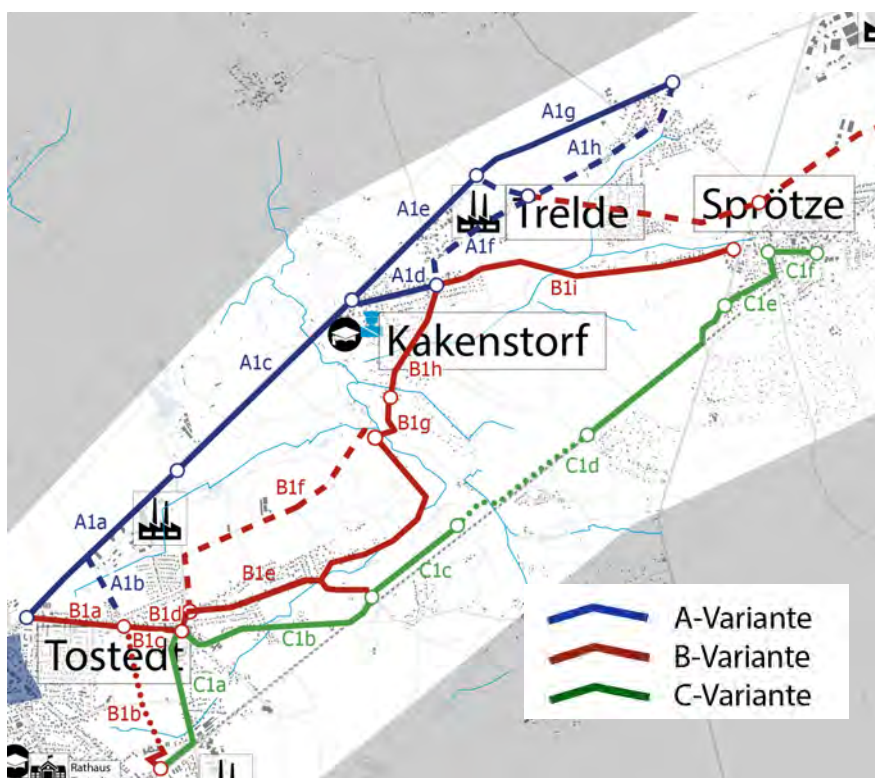 A1g
A1h
A1e
Trelde
Sprötze
A1f
A1d
C1f
B1i
C1e
Kakenstorf
A1c
B1h
B1g
C1d
B1f
A1a
A1b
B1e
C1c
B1a
B1d
B1c
C1b
Tostedt
C1a
B1b
Rathaus
A-Variante
B-Variante
C-Variante